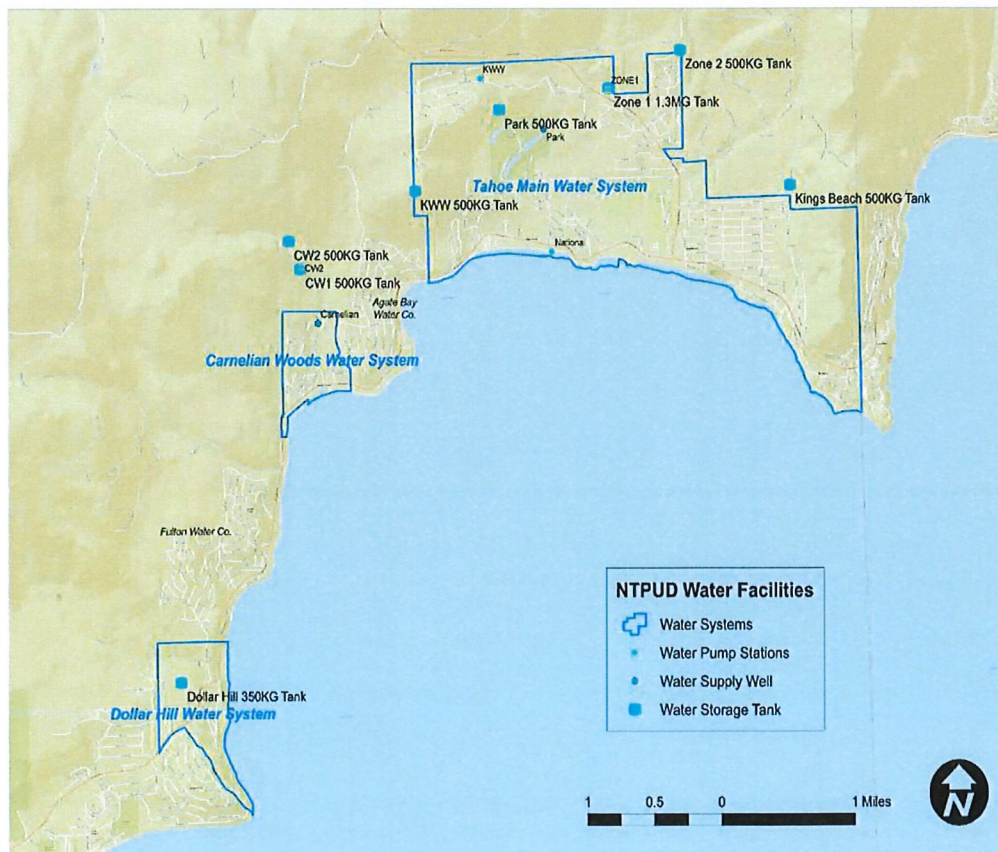 Zone 2 500KG Tank
KWW
ZONE1
Zone 1 1.3MG Tank
Park 500KG Tank
Park
Tahoe Main Water System
KWW 500KG Tank
Kings Beach 500KG Tank
National
CW2 500KG Tank
CW2
CW1 500KG Tank
Agate Bay
Water Co.
Carnelian
Carnelian Woods Water System
Fulton Water Co.
Dollar Hill 350KG Tank
Dollar Hill Water System
NTPUD Water Facilities
Water Systems
Water Pump Stations
Water Supply Well
Water Storage Tank
1 0.5 0 1 Miles
N